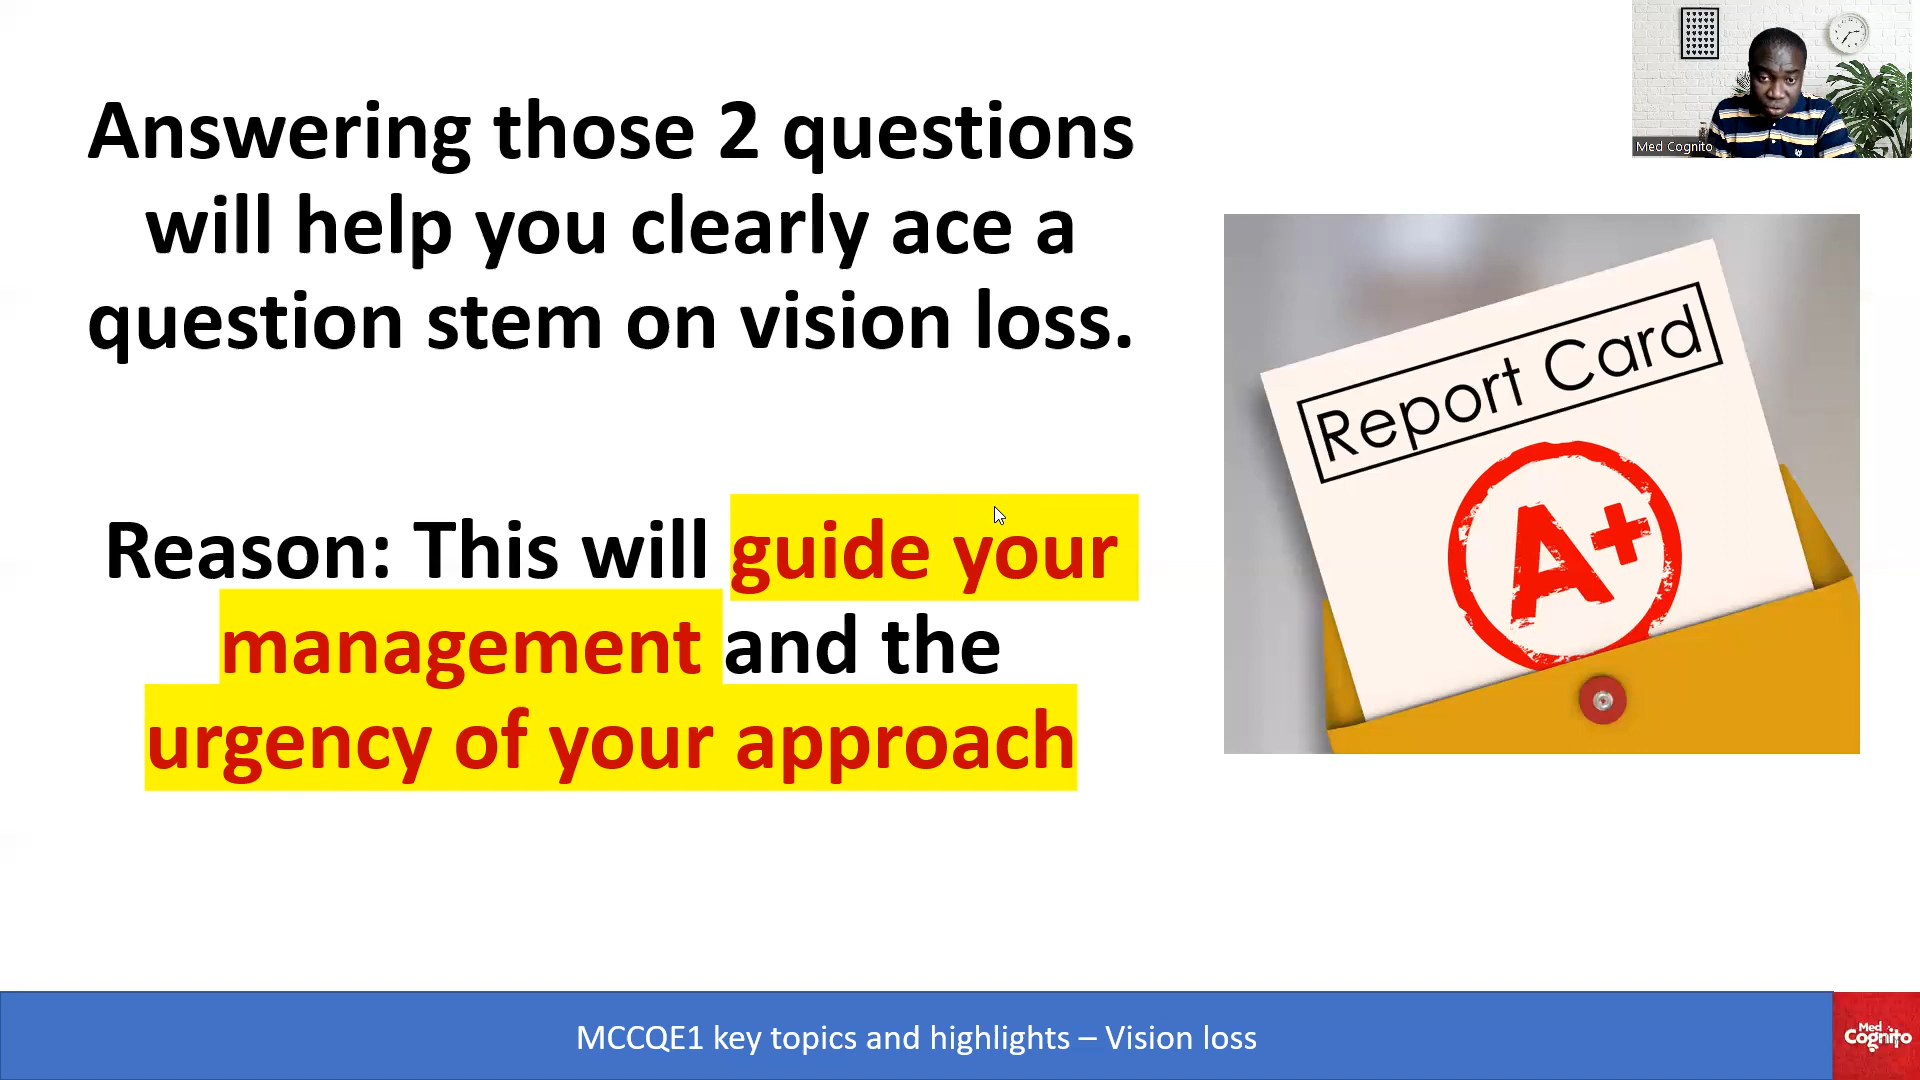 Answering those 2 questions
will help you clearly ace a
question stem on vision loss.
Reason: This will guide your
management and the
urgency of your approach
Med Cognito
Report Card
A+
MCCQE1 key topics and highlights – Vision loss
Med
Cognito